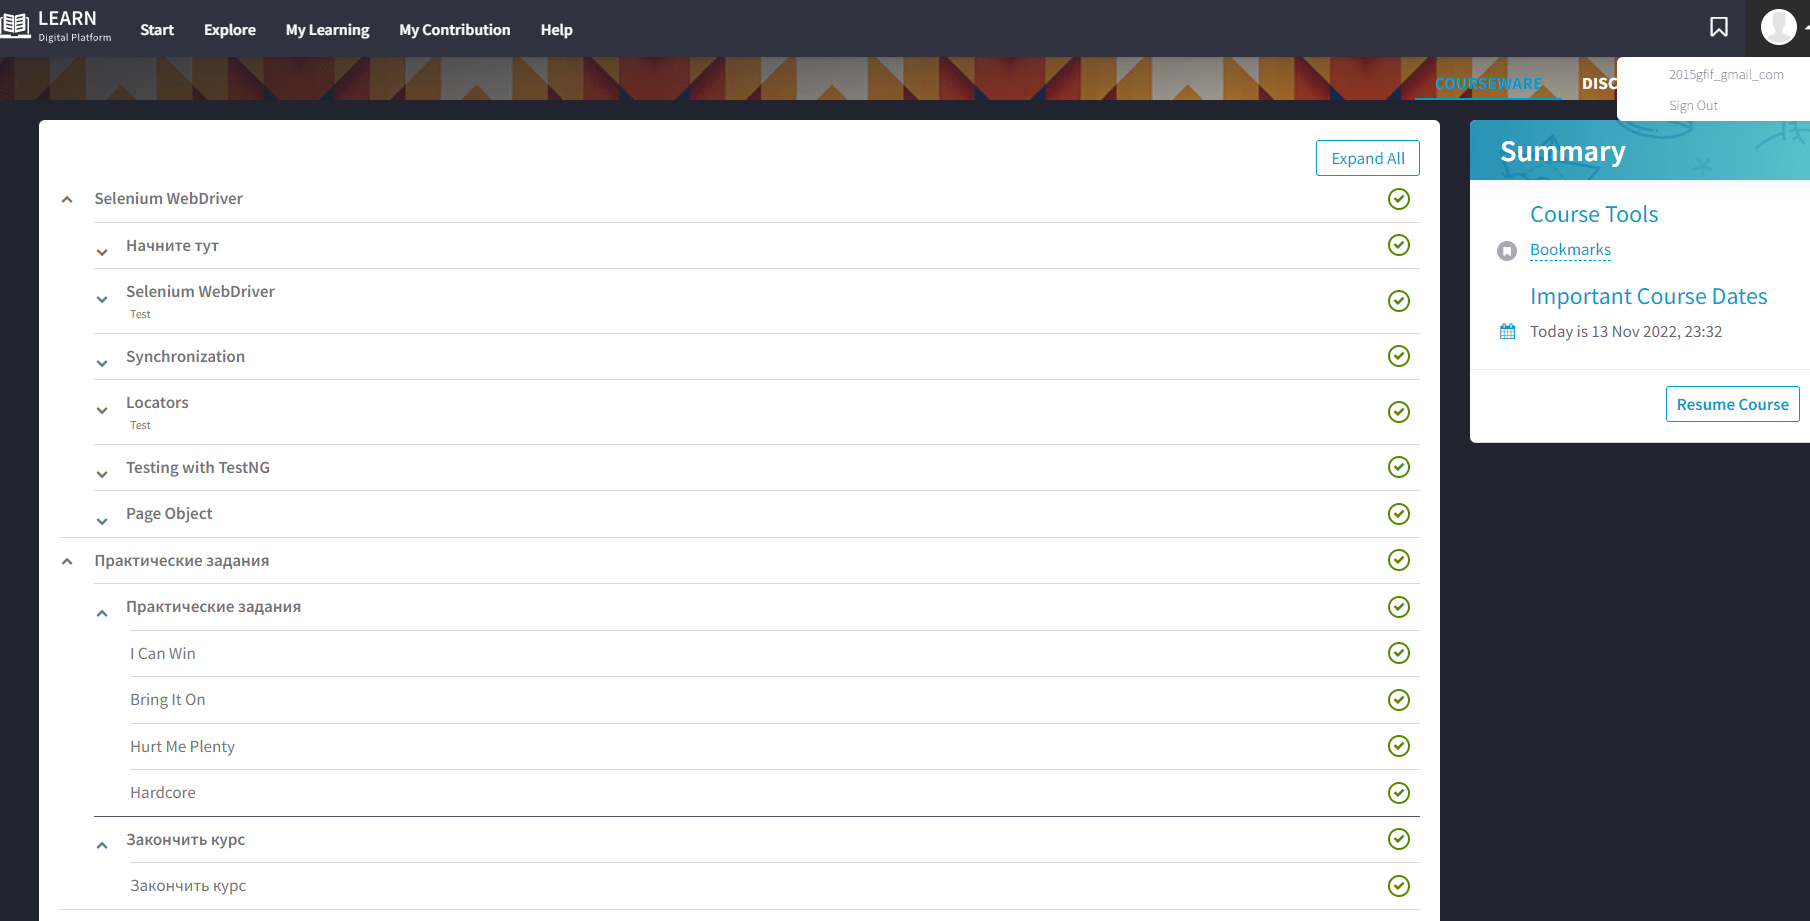 LEARN
Digital Platform
Start
Explore
My Learning
My Contribution
Help
COURSEWARE
DISC
2015gfif_gmail_com
Sign Out
Expand All
Selenium WebDriver
Начните тут
Selenium WebDriver
Test
Synchronization
Locators
Test
Testing with TestNG
Page Object
Практические задания
Практические задания
I Can Win
Bring It On
Hurt Me Plenty
Hardcore
Закончить курс
Закончить курс
Summary
Course Tools
Bookmarks
Important Course Dates
Today is 13 Nov 2022, 23:32
Resume Course